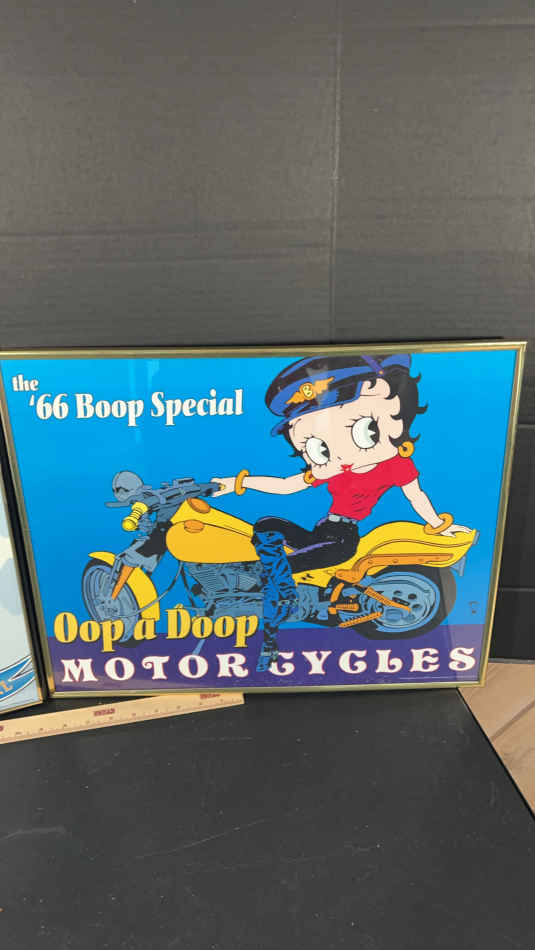 the
'66 Boop Special
B
Oop a Doop
MOTORCYCLES